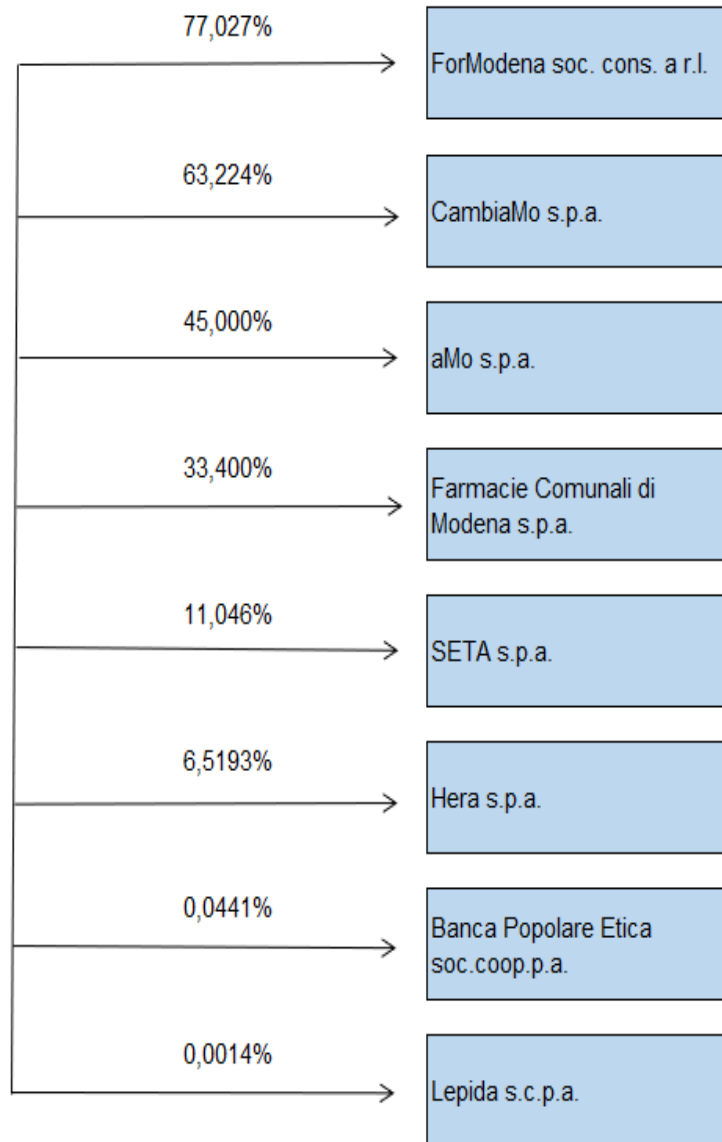 77,027%
ForModena soc. cons. a r.l.
63,224%
CambiaMo s.p.a.
45,000%
aMo s.p.a.
33,400%
Farmacie Comunali di
Modena s.p.a.
11,046%
SETA s.p.a.
6,5193%
Hera s.p.a.
0,0441%
Banca Popolare Etica
soc.coop.p.a.
0,0014%
Lepida s.c.p.a.